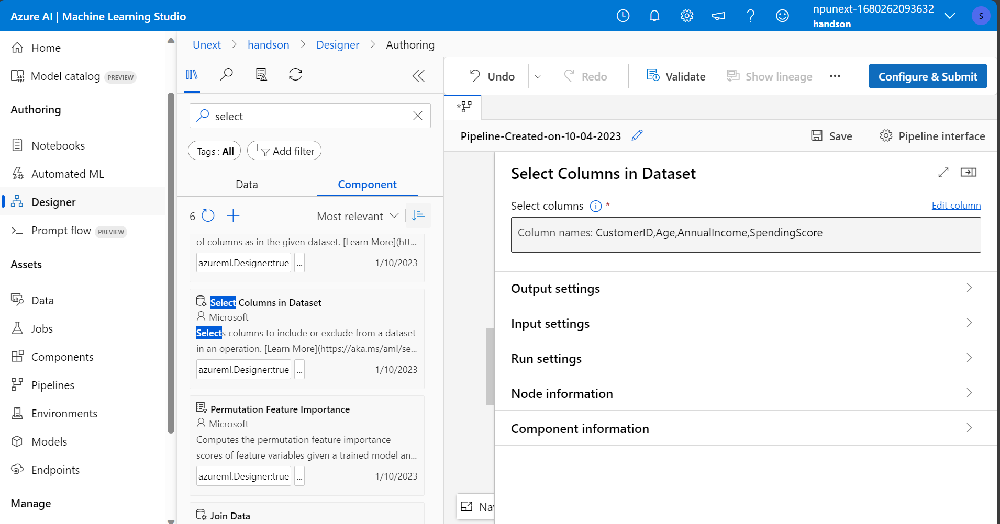 Azure AI | Machine Learning Studio
npunext-1680262093632
handson
S
Home
Model catalog PREVIEW
Authoring
Notebooks
Automated ML
Designer
Prompt flow PREVIEW
Assets
Data
Jobs
Components
Pipelines
Environments
Models
Endpoints
Manage
Unext > handson > Designer > Authoring
select
Tags : All
Add filter
Data
Component
6
Most relevant
of columns as in the given dataset. [Learn More](htt...
azureml.Designer:true ... 1/10/2023
Select Columns in Dataset
Microsoft
Selects columns to include or exclude from a dataset
in an operation. [Learn More](https://aka.ms/aml/se...
azureml.Designer:true ... 1/10/2023
Permutation Feature Importance
Microsoft
Computes the permutation feature importance
scores of feature variables given a trained model an...
azureml.Designer:true ... 1/10/2023
Join Data
Undo
Redo
Validate
Show lineage
...
Configure & Submit
Pipeline-Created-on-10-04-2023
Save
Pipeline interface
Nav
Select Columns in Dataset
Select columns *
Edit column
Column names: CustomerID,Age,AnnualIncome,SpendingScore
Output settings
Input settings
Run settings
Node information
Component information